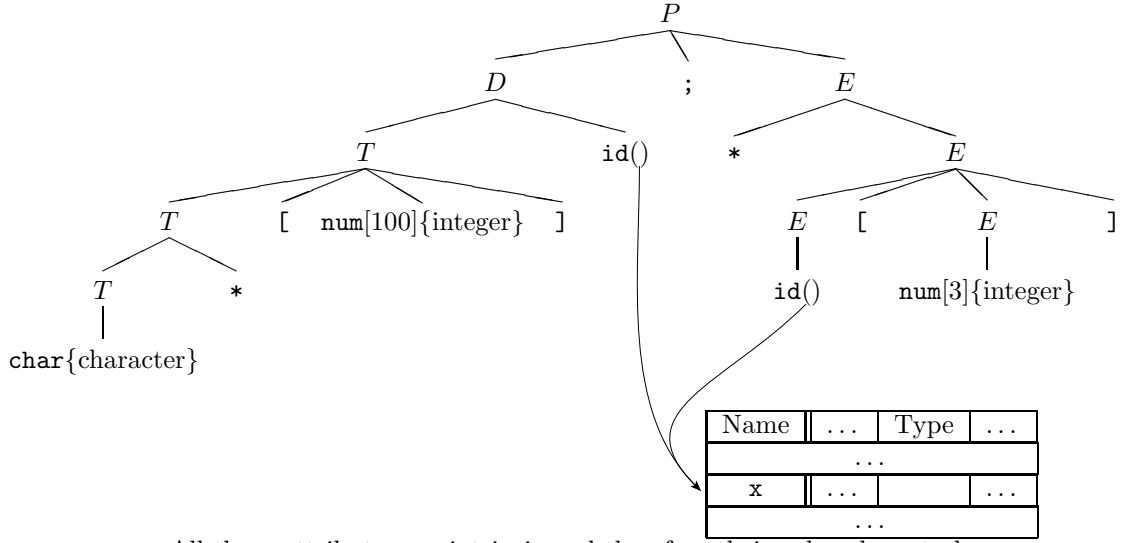 P
D ; E
T id() * E
T [ num[100]{integer} ] E [ E ]
T * id() num[3]{integer}
char{character}
Name ... Type ...
...
x ... ...
...